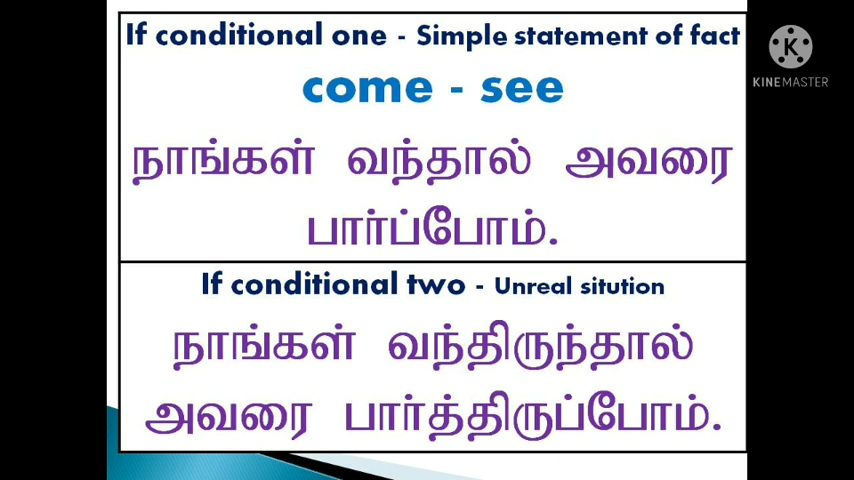 If conditional one - Simple statement of fact
come - see
நாங்கள் வந்தால் அவரை
பார்ப்போம்.
If conditional two - Unreal sitution
நாங்கள் வந்திருந்தால்
அவரை பார்த்திருப்போம்.
K
KINEMASTER